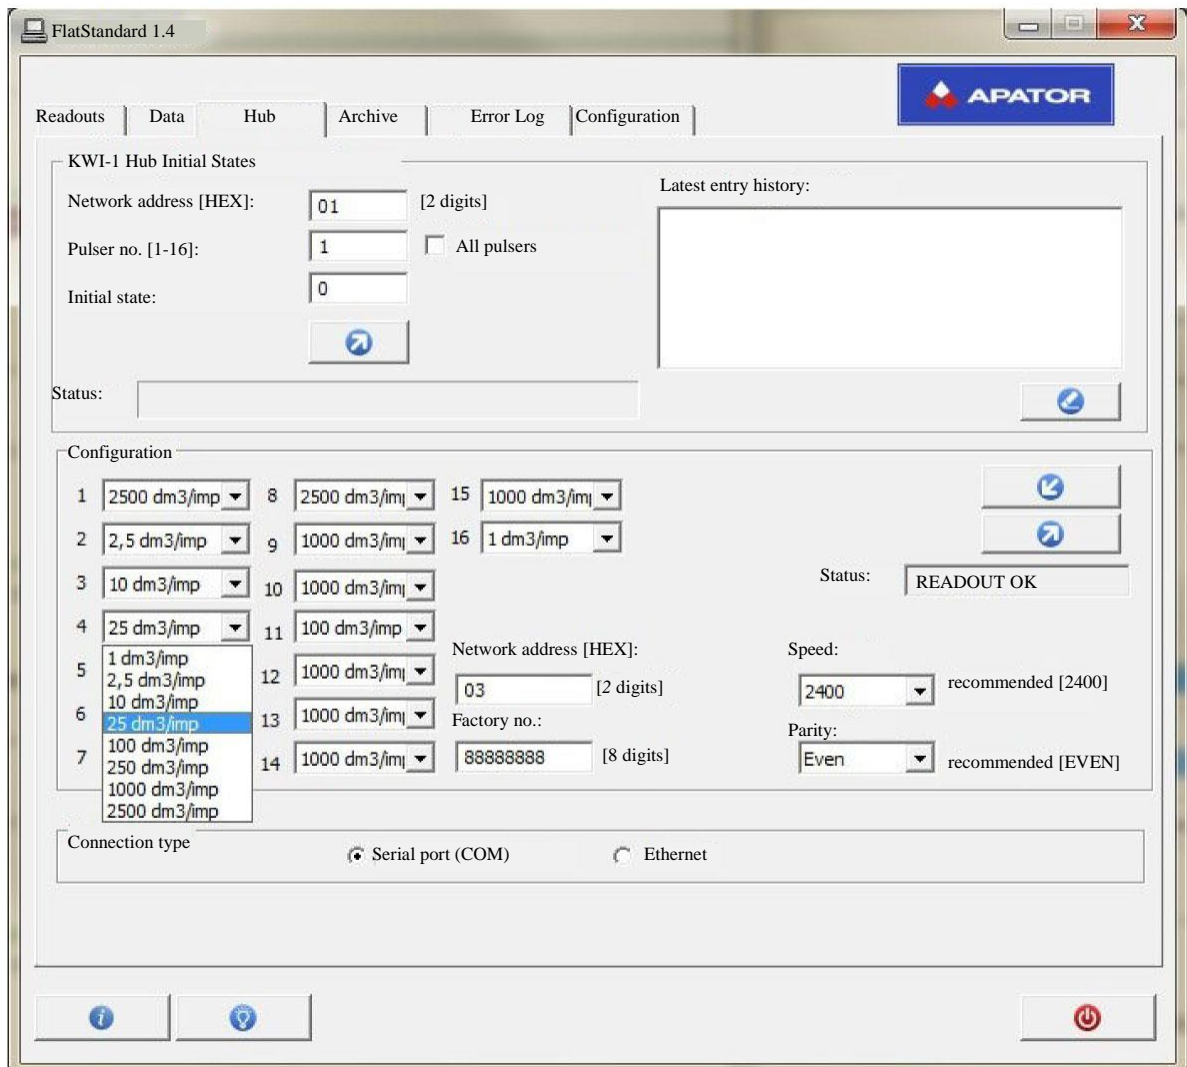 FlatStandard 1.4
APATOR
Readouts Data Hub Archive Error Log Configuration
KWI-1 Hub Initial States
Network address [HEX]: 01 [2 digits]
Pulser no. [1-16]: 1 All pulsers
Initial state: 0
Latest entry history:
Status:
Configuration
1 2500 dm3/imp 8 2500 dm3/im 15 1000 dm3/im
2 2,5 dm3/imp 9 1000 dm3/im 16 1 dm3/imp
3 10 dm3/imp 10 1000 dm3/im
4 25 dm3/imp 11 100 dm3/imp
5 12 1000 dm3/im
6 13 1000 dm3/im
7 14 1000 dm3/im
1 dm3/imp
2,5 dm3/imp
10 dm3/imp
25 dm3/imp
100 dm3/imp
250 dm3/imp
1000 dm3/imp
2500 dm3/imp
Status: READOUT OK
Network address [HEX]:
03 [2 digits]
Factory no.:
88888888 [8 digits]
Speed:
2400 recommended [2400]
Parity:
Even recommended [EVEN]
Connection type
Serial port (COM) Ethernet